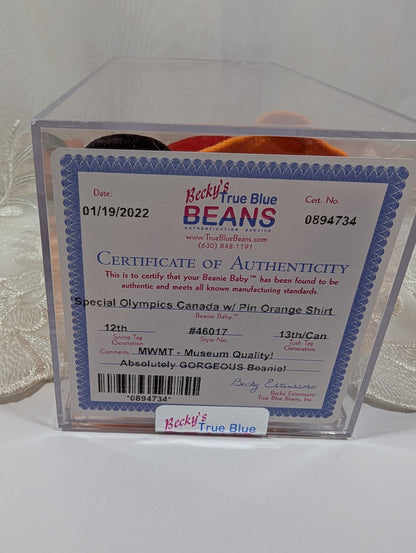 Date:
01/19/2022
Becky's
True Blue
BEANS
AUTHENTICATION SERVICE
www.TrueBlueBeans.com
(630) 848-1191
Cert. No.
0894734
CERTIFICATE OF AUTHENTICITY
This is to certify that your Beanie Baby™ has been found to be
authentic and meets all known manufacturing standards.
Special Olympics Canada w/ Pin Orange Shirt
Beanie Baby™
12th #46017 13th/Can
Swing Tag Generation Style No. Tush Tag Generation
Comments MWMT - Museum Quality!
Absolutely GORGEOUS Beanie!
Becky Estenssoro
Becky Estenssoro
True Blue Beans, Inc.
*0894734*
Becky's
True Blue